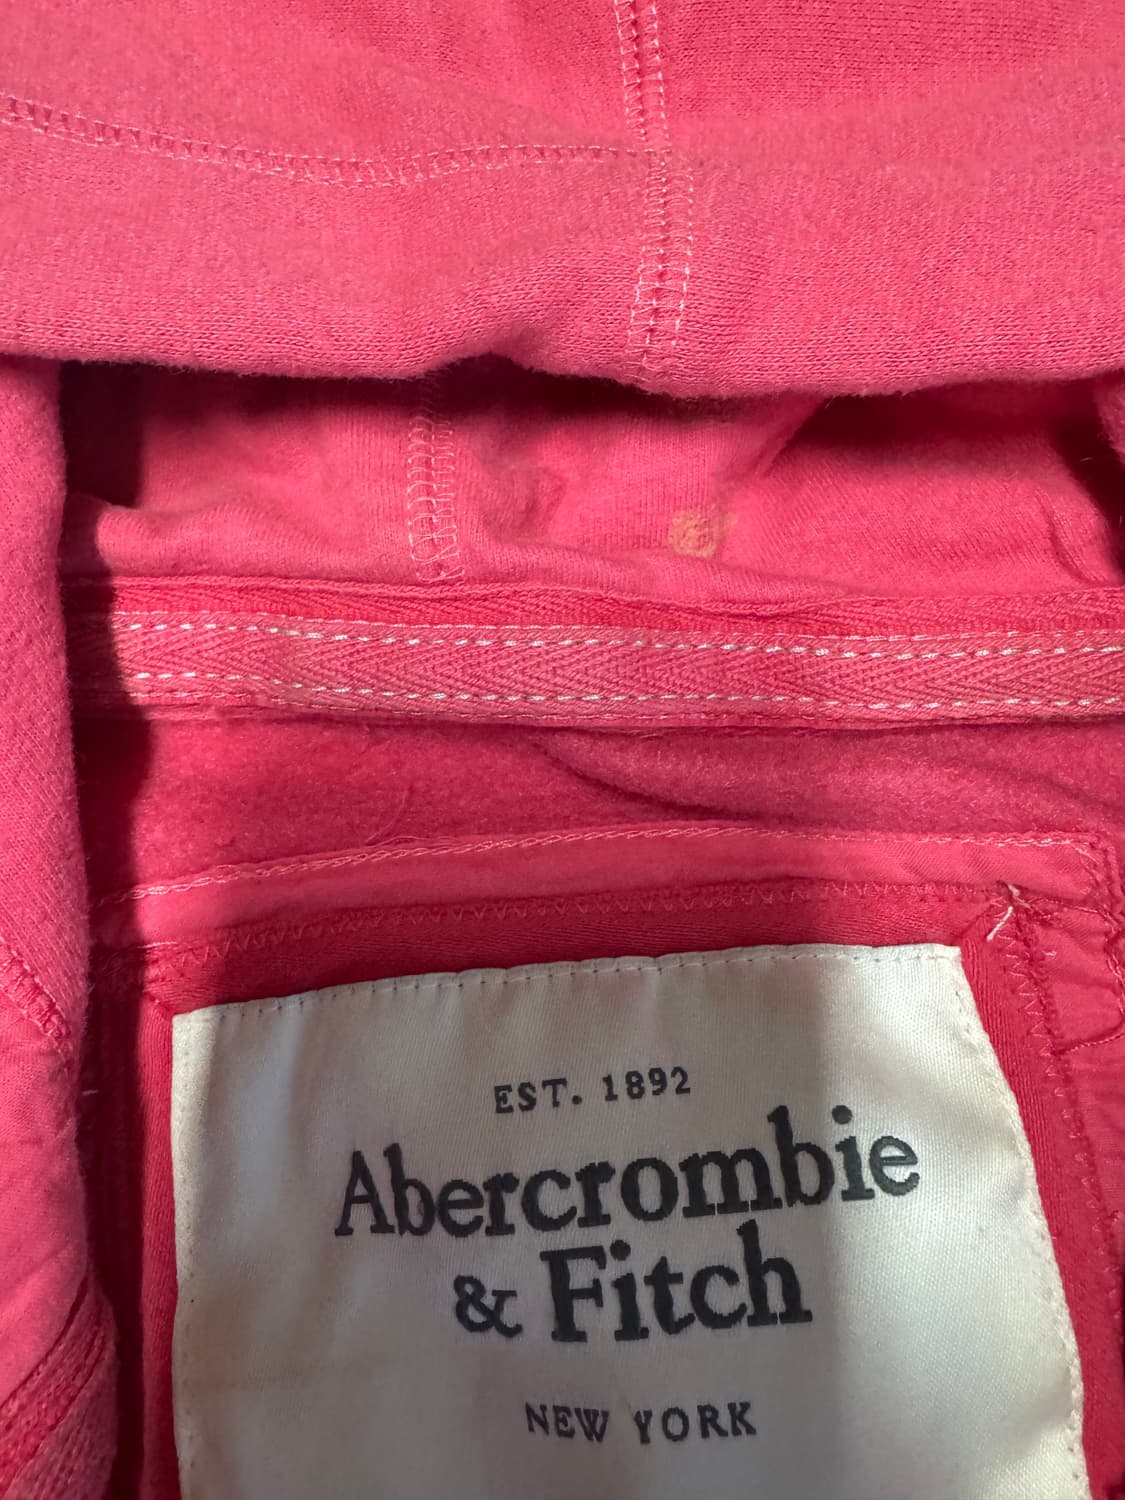 EST. 1892
Abercrombie
& Fitch
NEW YORK